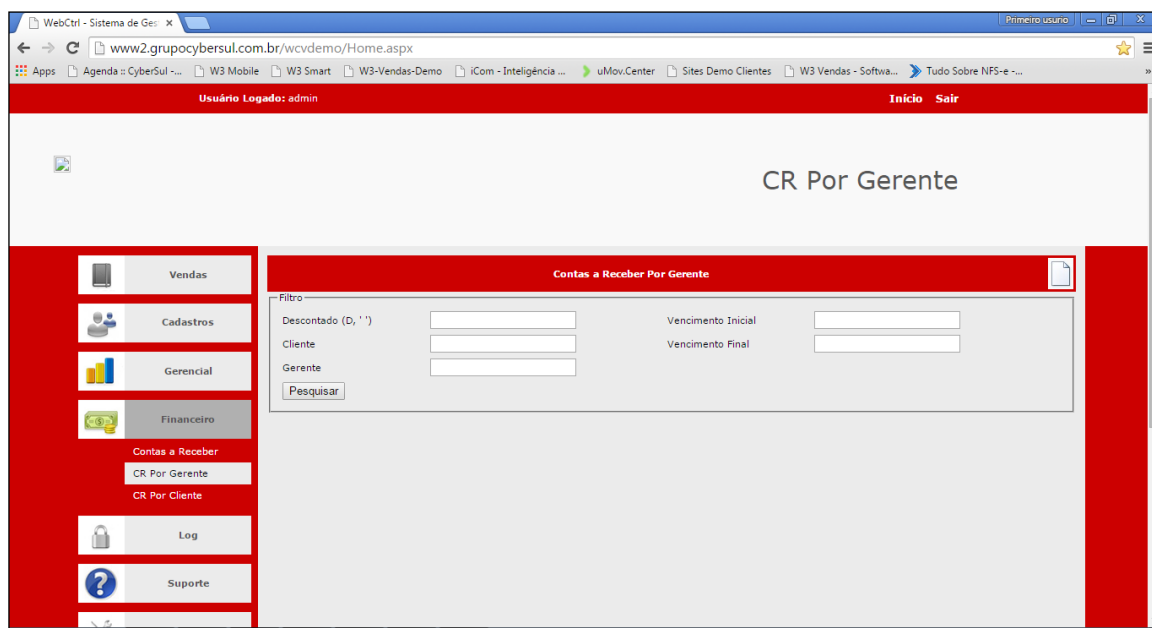 WebCtrl - Sistema de Ges
Primeiro usurio
www2.grupocybersul.com.br/wcvdemo/Home.aspx
Apps Agenda :: CyberSul -... W3 Mobile W3 Smart W3-Vendas-Demo iCom - Inteligência ... uMov.Center Sites Demo Clientes W3 Vendas - Softwa... Tudo Sobre NFS-e -... »
Usuário Logado: admin Início Sair
CR Por Gerente
Vendas
Cadastros
Gerencial
Financeiro
Contas a Receber
CR Por Gerente
CR Por Cliente
Log
Suporte
Contas a Receber Por Gerente
Filtro
Descontado (D, ' ') Vencimento Inicial
Cliente Vencimento Final
Gerente
Pesquisar